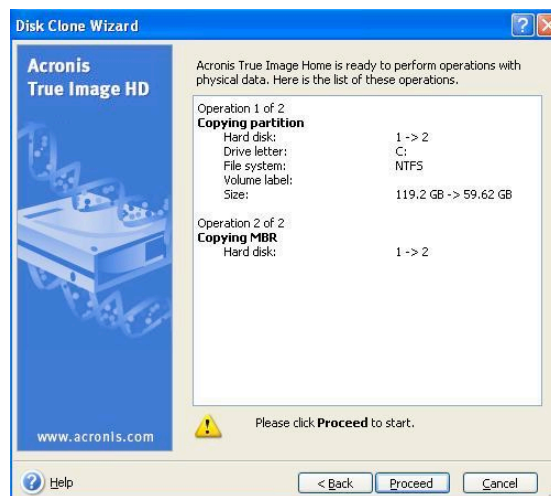 Disk Clone Wizard
Acronis
True Image HD
Acronis True Image Home is ready to perform operations with
physical data. Here is the list of these operations.
Operation 1 of 2
Copying partition
Hard disk: 1 -> 2
Drive letter: C:
File system: NTFS
Volume label:
Size: 119.2 GB -> 59.62 GB
Operation 2 of 2
Copying MBR
Hard disk: 1 -> 2
Please click Proceed to start.
www.acronis.com
Help
< Back
Proceed
Cancel